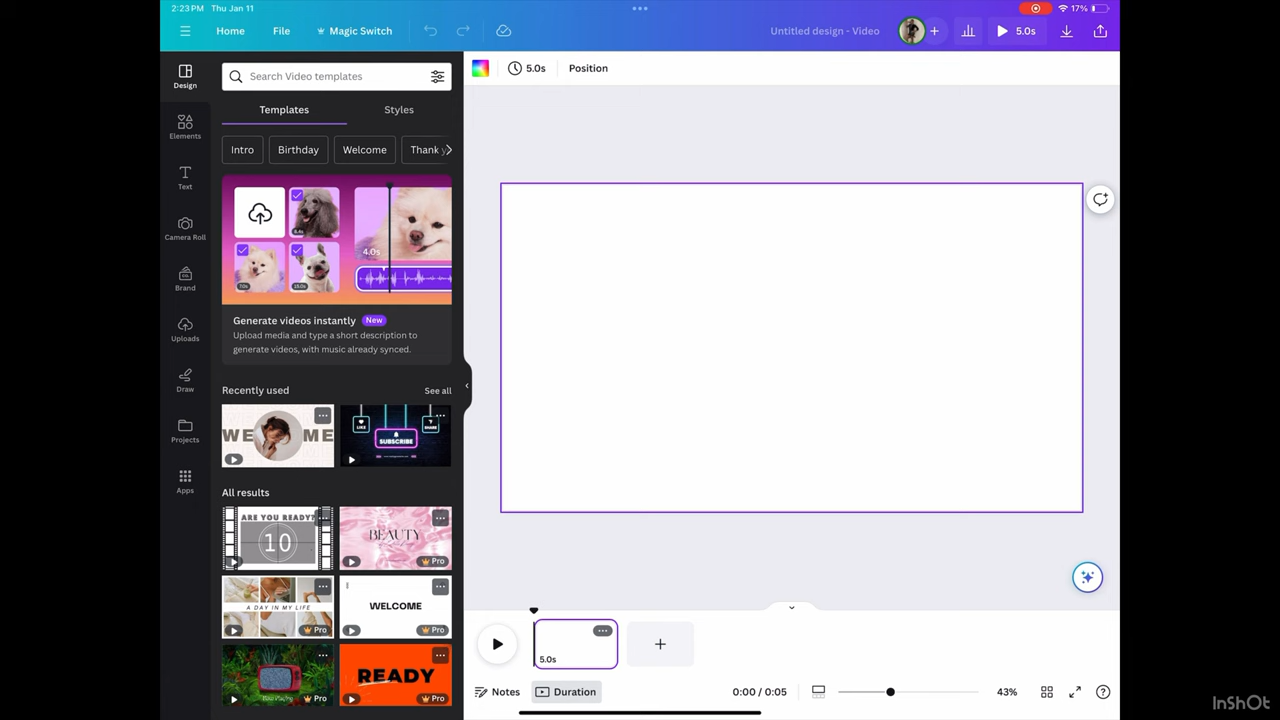 2:23 PM Thu Jan 11
17%
Home File Magic Switch
Untitled design - Video
5.0s
Design
Elements
Text
Camera Roll
Brand
Uploads
Draw
Projects
Apps
Search Video templates
Templates Styles
Intro Birthday Welcome Thank y
4.0s
Generate videos instantly New
Upload media and type a short description to
generate videos, with music already synced.
Recently used See all
WE ME
LIKE
SUBSCRIBE
SHARE
All results
ARE YOU READY?
10
BEAUTY
Pro
A DAY IN MY LIFE
Pro
WELCOME
Pro
Pro
READY
Pro
5.0s Position
5.0s
Notes Duration
0:00 / 0:05
43%
InShOt